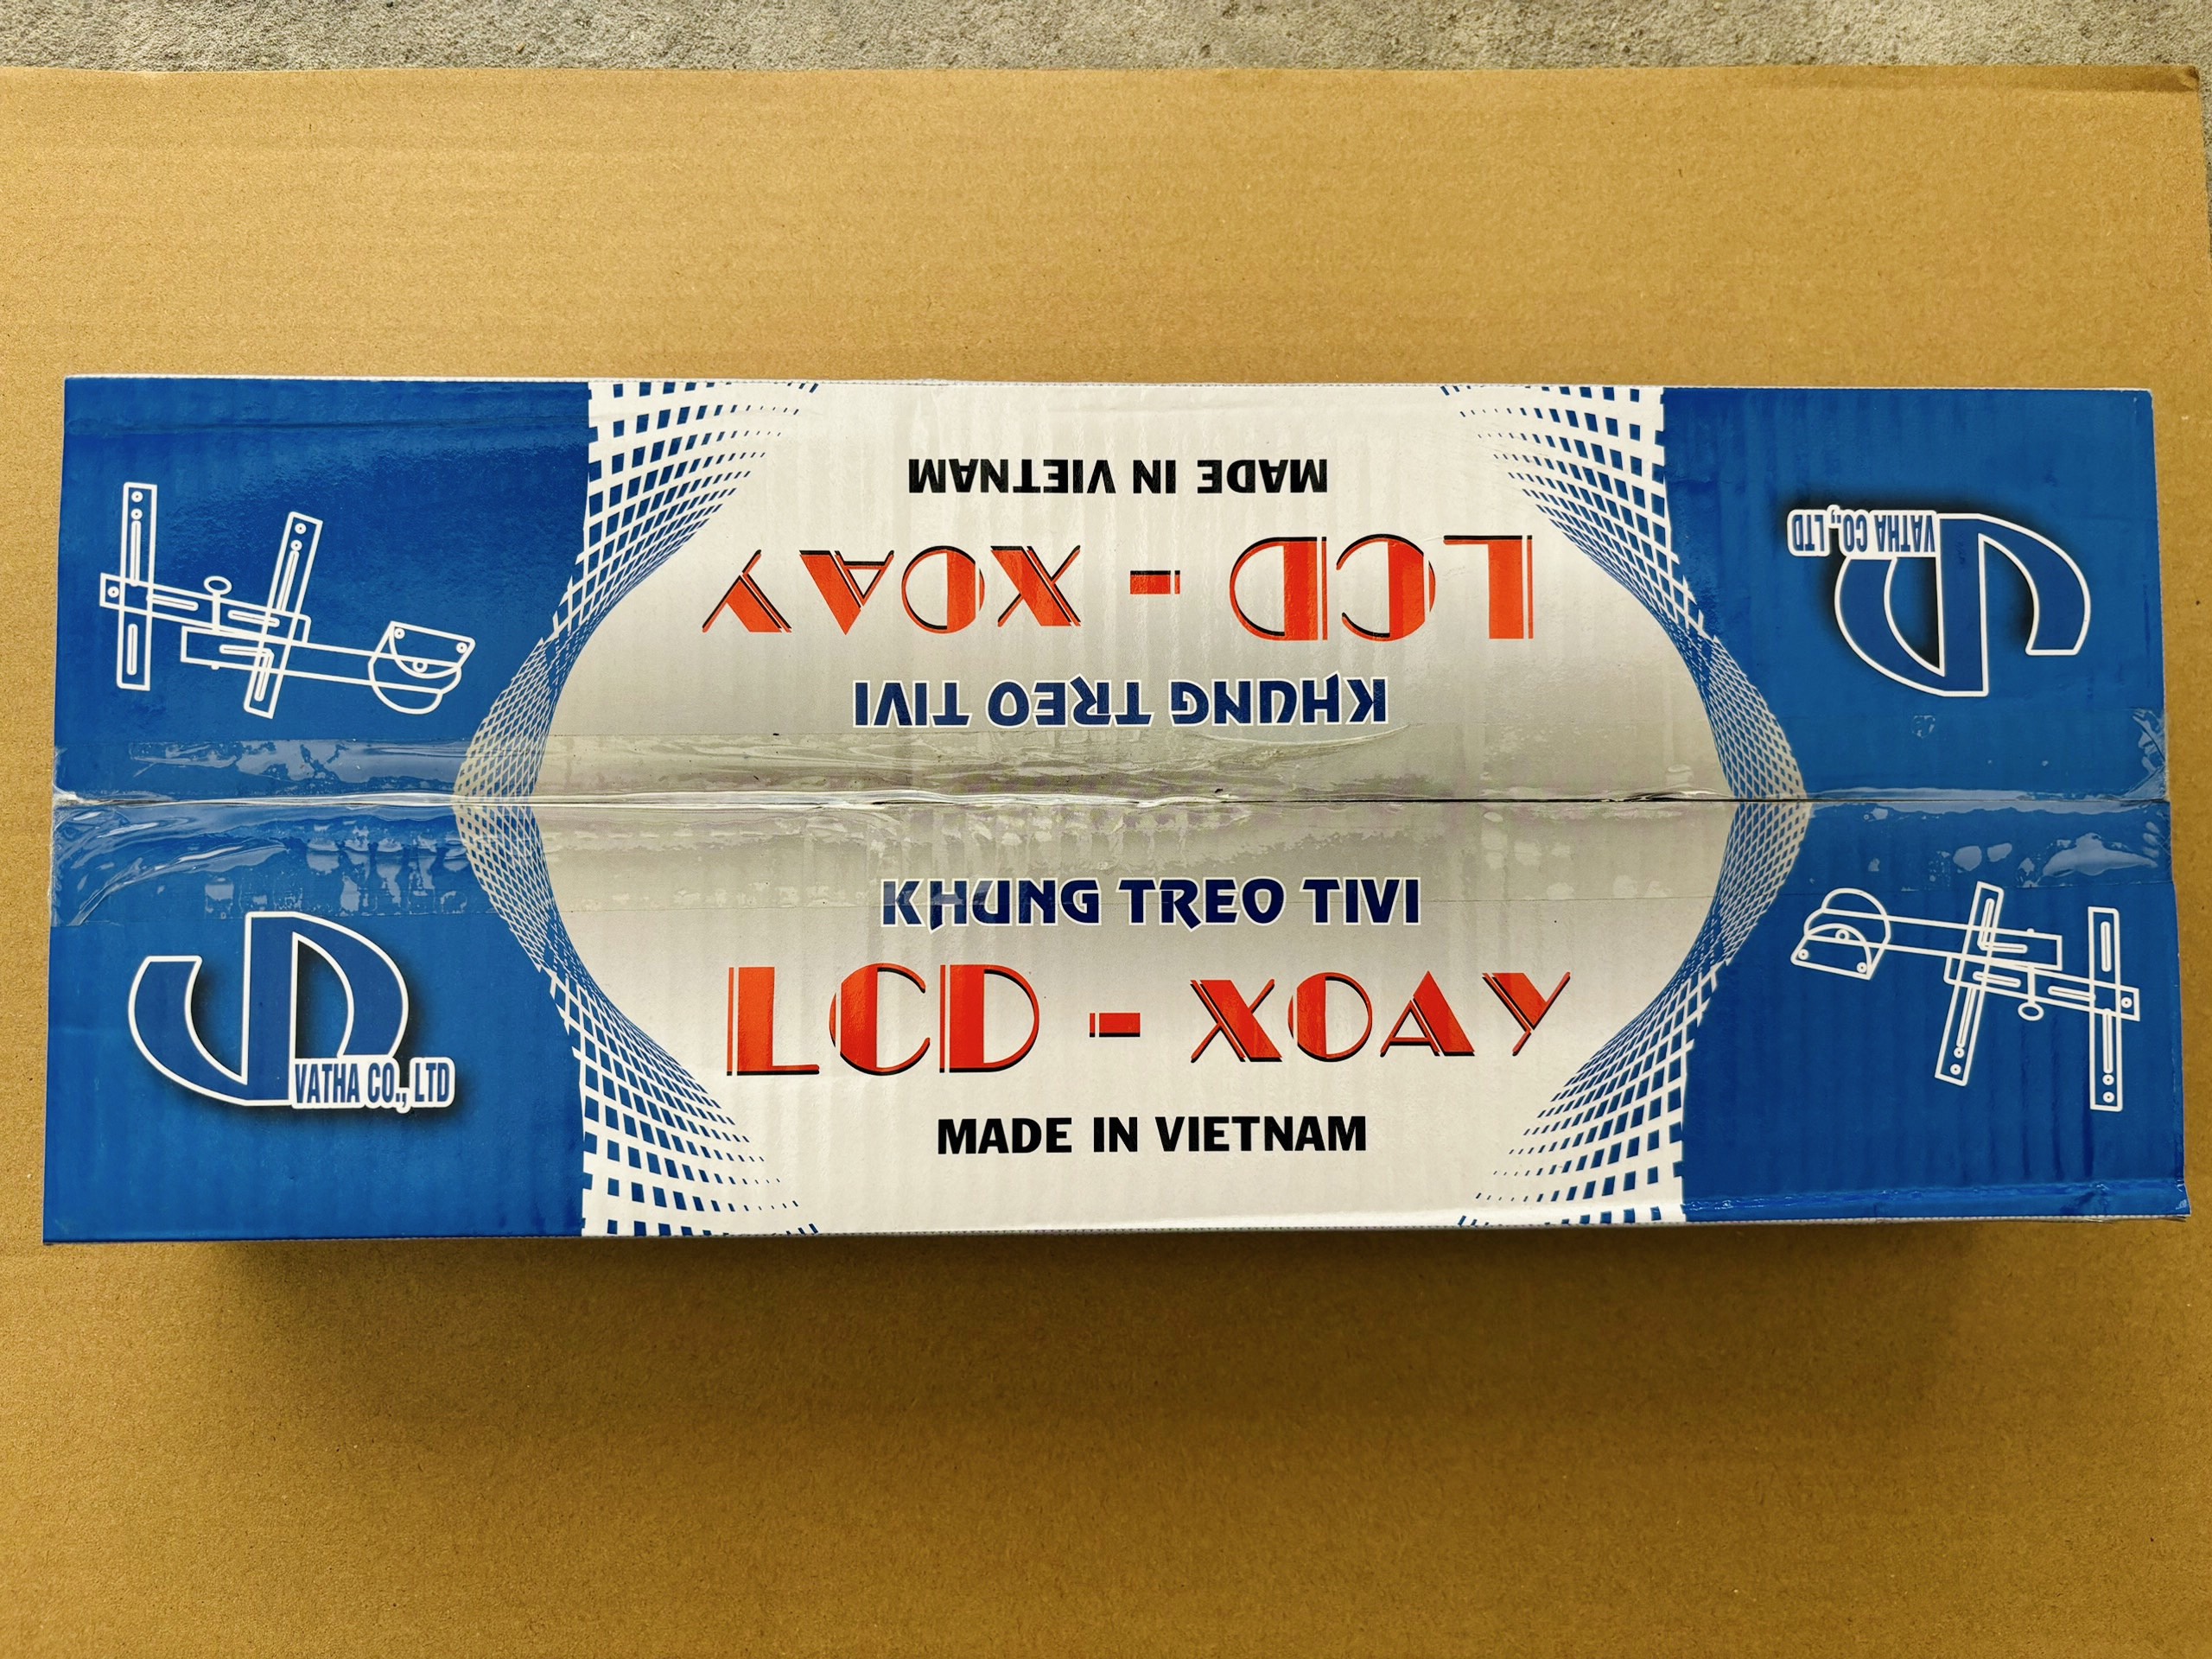 MADE IN VIETNAM
LCD - XOAY
KHUNG TREO TIVI
VATHA CO., LTD
KHUNG TREO TIVI
LCD - XOAY
MADE IN VIETNAM
VATHA CO., LTD